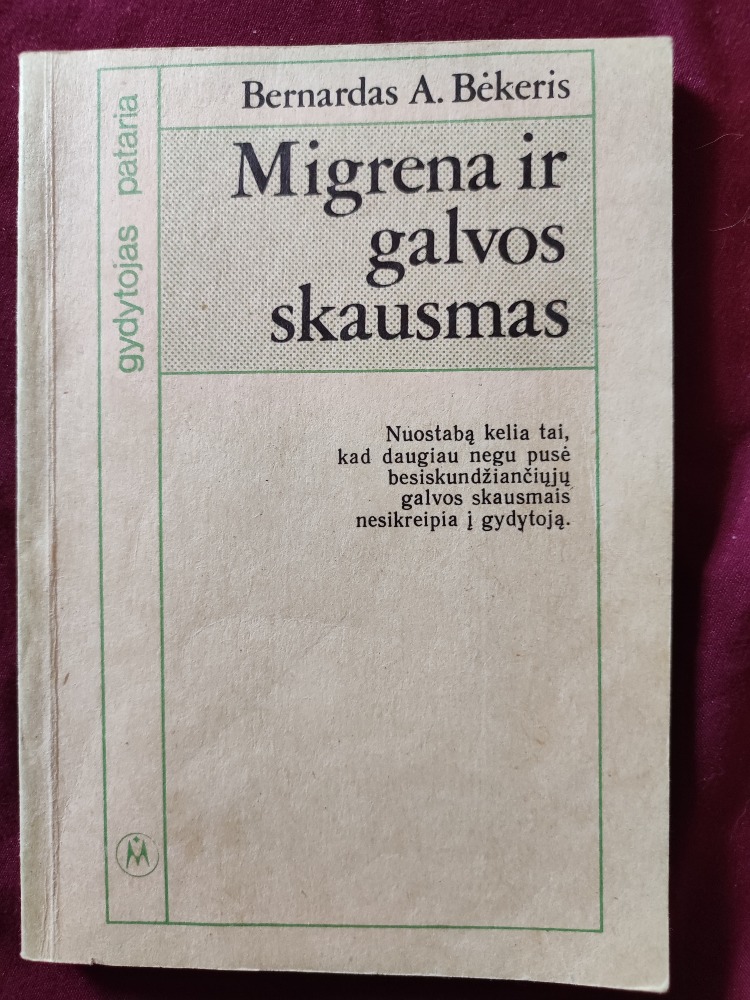 Bernardas A. Bėkeris
Migrena ir
galvos
skausmas
gydytojas pataria
Nuostabą kelia tai,
kad daugiau negu pusė
besiskundžiančiųjų
galvos skausmais
nesikreipia į gydytoją.